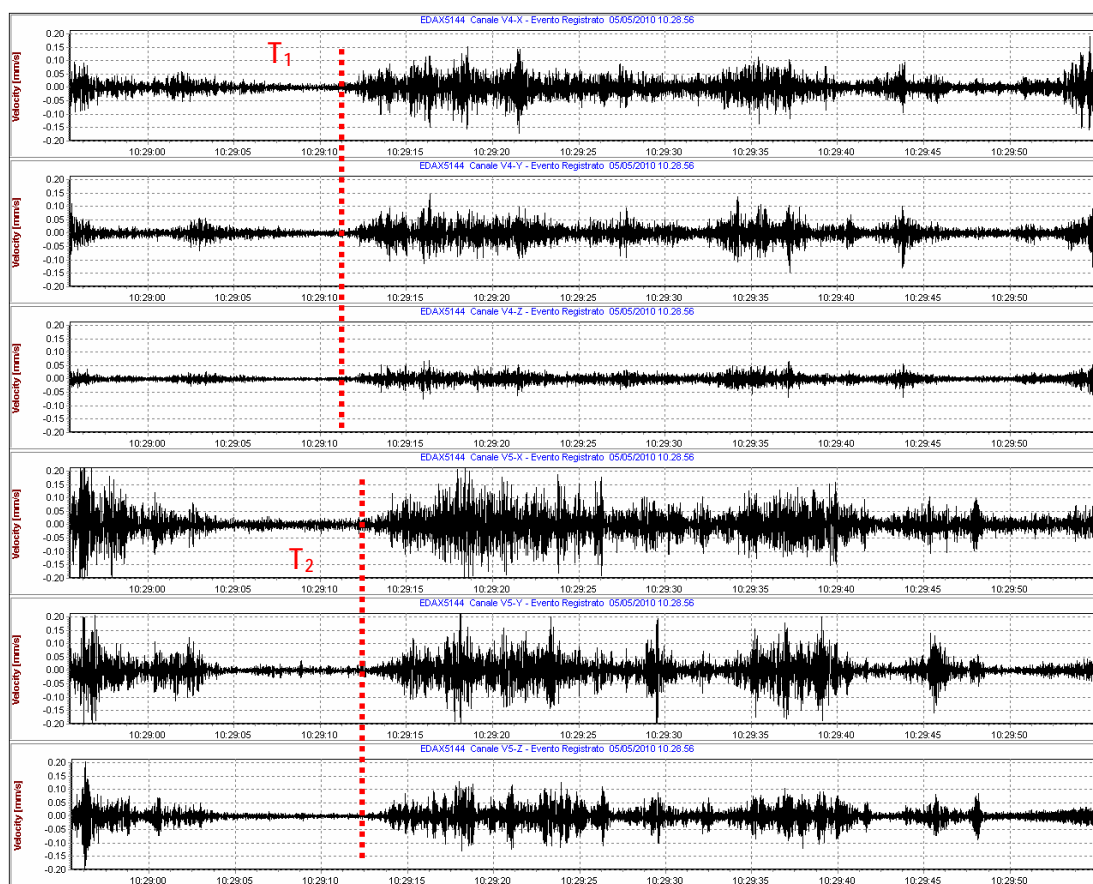 EDAX5144 Canale V4-X - Evento Registrato 05/05/2010 10.28.56
T1
Velocity [mm/s]
0.20
0.15
0.10
0.05
0.00
-0.05
-0.10
-0.15
-0.20
10:29:00 10:29:05 10:29:10 10:29:15 10:29:20 10:29:25 10:29:30 10:29:35 10:29:40 10:29:45 10:29:50
EDAX5144 Canale V4-Y - Evento Registrato 05/05/2010 10.28.56
Velocity [mm/s]
0.20
0.15
0.10
0.05
0.00
-0.05
-0.10
-0.15
-0.20
10:29:00 10:29:05 10:29:10 10:29:15 10:29:20 10:29:25 10:29:30 10:29:35 10:29:40 10:29:45 10:29:50
EDAX5144 Canale V4-Z - Evento Registrato 05/05/2010 10.28.56
Velocity [mm/s]
0.20
0.15
0.10
0.05
0.00
-0.05
-0.10
-0.15
-0.20
10:29:00 10:29:05 10:29:10 10:29:15 10:29:20 10:29:25 10:29:30 10:29:35 10:29:40 10:29:45 10:29:50
EDAX5144 Canale V5-X - Evento Registrato 05/05/2010 10.28.56
Velocity [mm/s]
0.20
0.15
0.10
0.05
0.00
-0.05
-0.10
-0.15
-0.20
T2
10:29:00 10:29:05 10:29:10 10:29:15 10:29:20 10:29:25 10:29:30 10:29:35 10:29:40 10:29:45 10:29:50
EDAX5144 Canale V5-Y - Evento Registrato 05/05/2010 10.28.56
Velocity [mm/s]
0.20
0.15
0.10
0.05
0.00
-0.05
-0.10
-0.15
-0.20
10:29:00 10:29:05 10:29:10 10:29:15 10:29:20 10:29:25 10:29:30 10:29:35 10:29:40 10:29:45 10:29:50
EDAX5144 Canale V5-Z - Evento Registrato 05/05/2010 10.28.56
Velocity [mm/s]
0.20
0.15
0.10
0.05
0.00
-0.05
-0.10
-0.15
-0.20
10:29:00 10:29:05 10:29:10 10:29:15 10:29:20 10:29:25 10:29:30 10:29:35 10:29:40 10:29:45 10:29:50